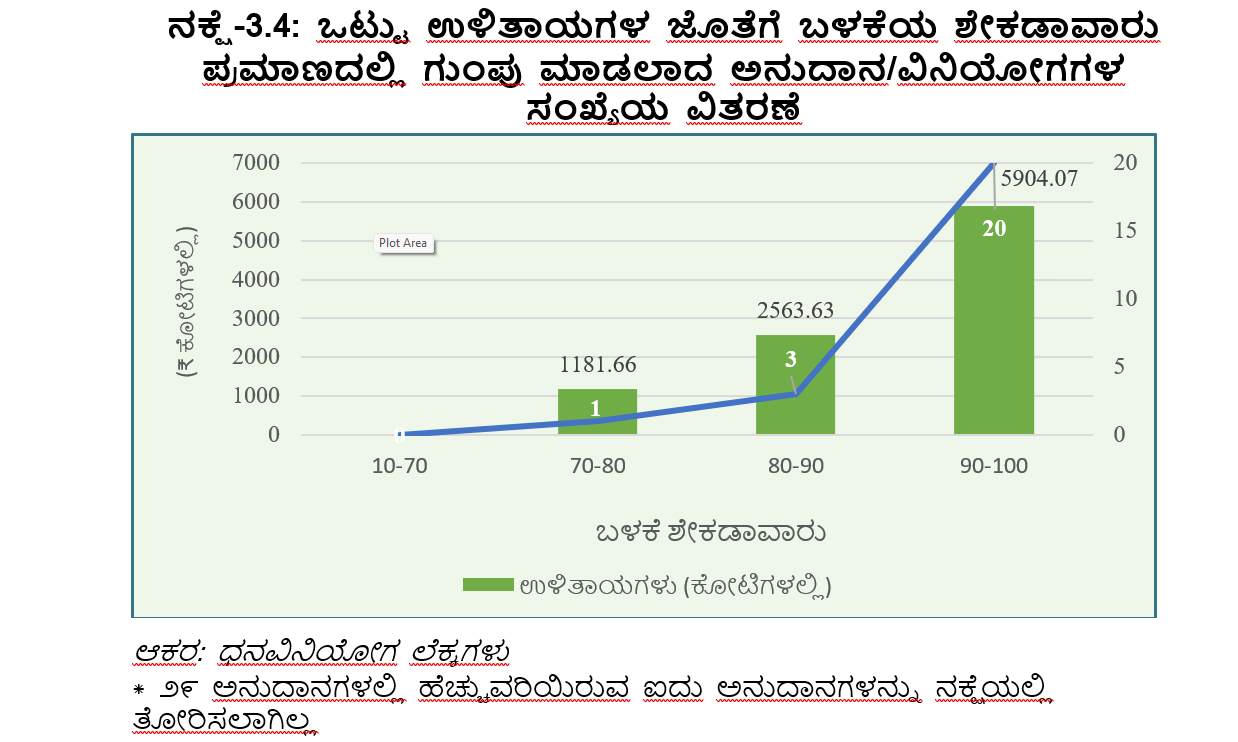 ನಕ್ಷೆ-3.4: ಒಟ್ಟು ಉಳಿತಾಯಗಳ ಜೊತೆಗೆ ಬಳಕೆಯ ಶೇಕಡಾವಾರು
ಪ್ರಮಾಣದಲ್ಲಿ ಗುಂಪು ಮಾಡಲಾದ ಅನುದಾನ/ವಿನಿಯೋಗಗಳ
ಸಂಖ್ಯೆಯ ವಿತರಣೆ
7000
20
5904.07
6000
20
15
5000
Plot Area
(₹ ಕೋಟಿಗಳಲ್ಲಿ)
4000
10
3000
2563.63
2000
3
1181.66
5
1000
1
0
0
0
10-70
70-80
80-90
90-100
ಬಳಕೆ ಶೇಕಡಾವಾರು
ಉಳಿತಾಯಗಳು (ಕೋಟಿಗಳಲ್ಲಿ)
ಆಕರ: ಧನವಿನಿಯೋಗ ಲೆಕ್ಕಗಳು
* ೨೯ ಅನುದಾನಗಳಲ್ಲಿ ಹೆಚ್ಚುವರಿಯಿರುವ ಐದು ಅನುದಾನಗಳನ್ನು ನಕ್ಷೆಯಲ್ಲಿ
ತೋರಿಸಲಾಗಿಲ್ಲ